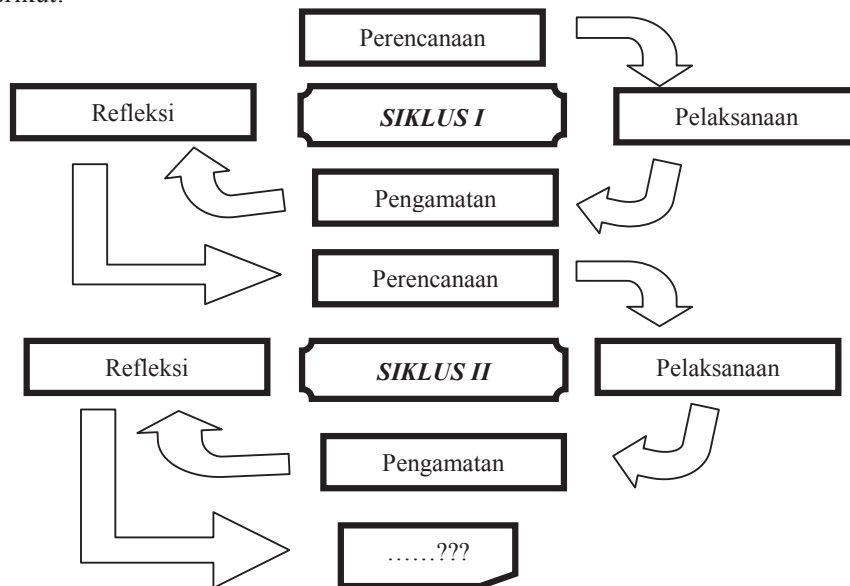 Perencanaan
Refleksi
SIKLUS I
Pelaksanaan
Pengamatan
Perencanaan
Refleksi
SIKLUS II
Pelaksanaan
Pengamatan
......???